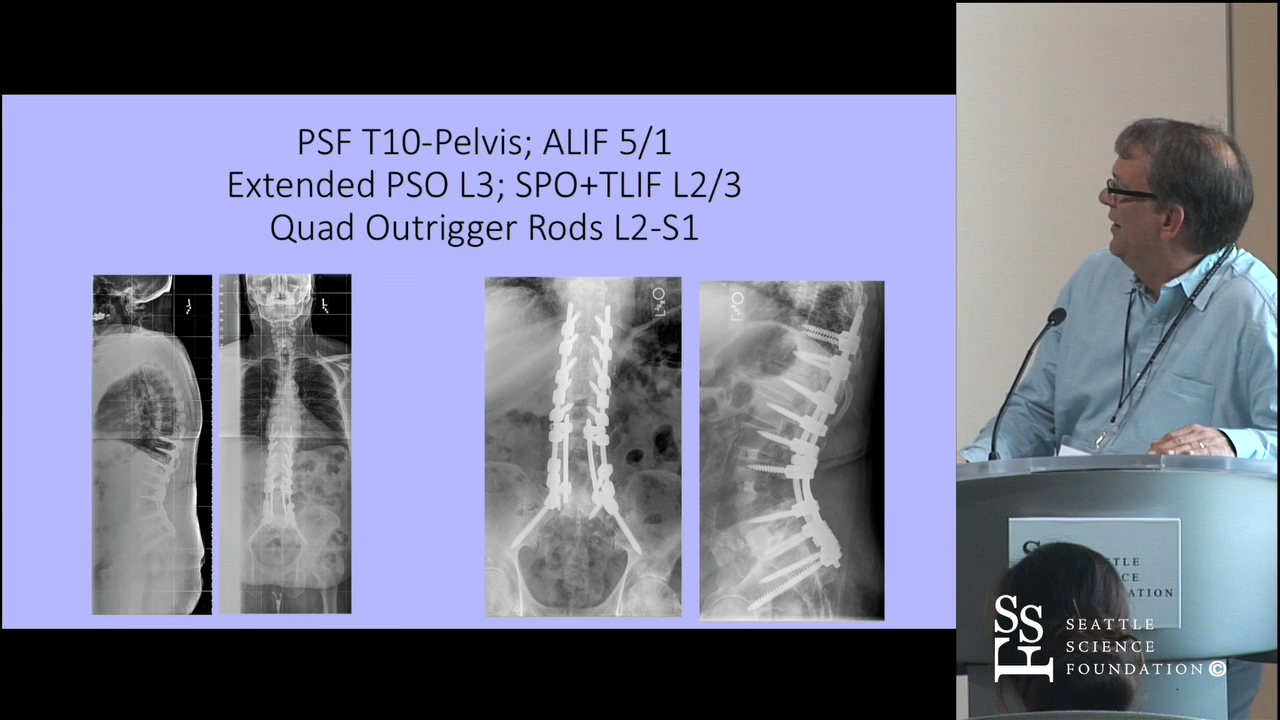 PSF T10-Pelvis; ALIF 5/1
Extended PSO L3; SPO+TLIF L2/3
Quad Outrigger Rods L2-S1
SSF
SEATTLE
SCIENCE
FOUNDATION©